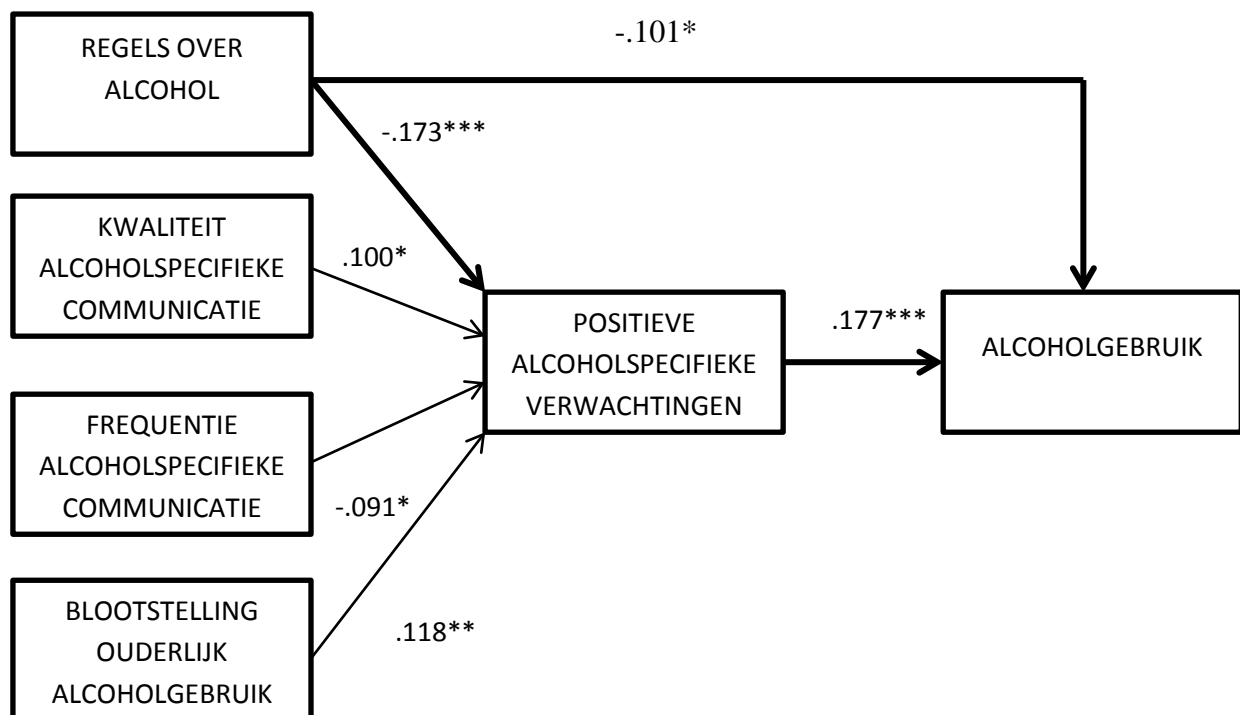 REGELS OVER
ALCOHOL
-.101*
-.173***
KWALITEIT
ALCOHOLSPECIFIEKE
COMMUNICATIE
.100*
POSITIEVE
ALCOHOLSPECIFIEKE
VERWACHTINGEN
.177***
ALCOHOLGEBRUIK
FREQUENTIE
ALCOHOLSPECIFIEKE
COMMUNICATIE
-.091*
BLOOTSTELLING
OUDERLIJK
ALCOHOLGEBRUIK
.118**